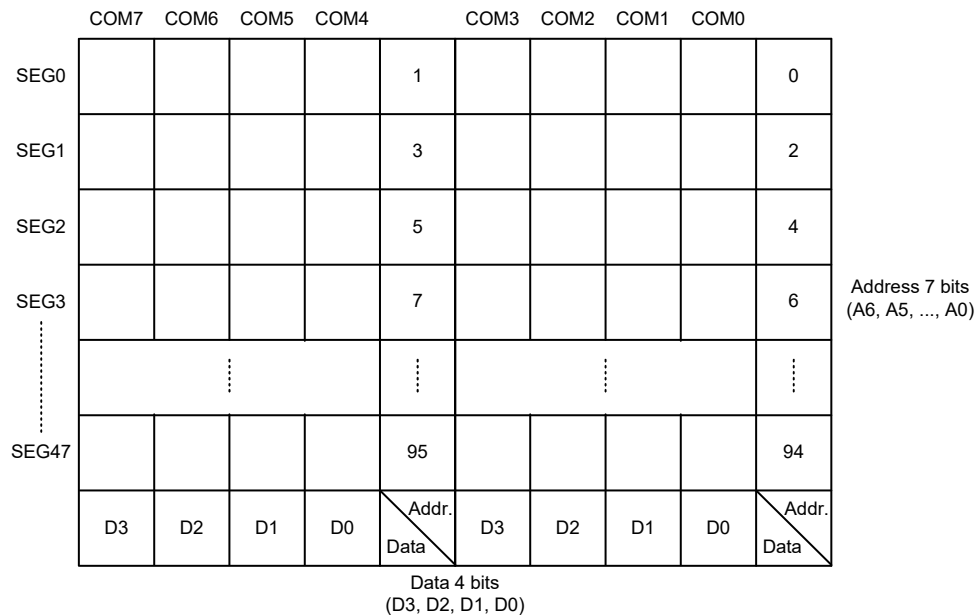 COM7 COM6 COM5 COM4 COM3 COM2 COM1 COM0
SEG0 1 0
SEG1 3 2
SEG2 5 4
SEG3 7 6
Address 7 bits
(A6, A5, ..., A0)
SEG47 95 94
D3 D2 D1 D0 Addr. Data D3 D2 D1 D0 Addr. Data
Data 4 bits
(D3, D2, D1, D0)